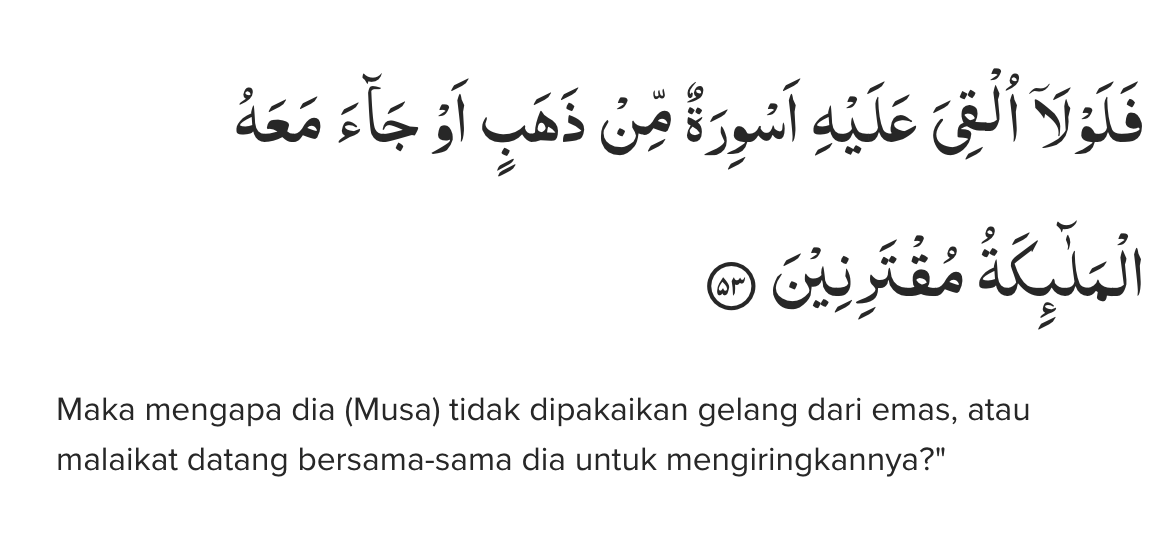 فَلَوْلَآ اُلْقِيَ عَلَيْهِ اَسْوِرَةٌ مِّنْ ذَهَبٍ اَوْ جَاۤءَ مَعَهُ
الْمَلٰۤىِٕكَةُ مُقْتَرِنِيْنَ ۝٥٣
Maka mengapa dia (Musa) tidak dipakaikan gelang dari emas, atau
malaikat datang bersama-sama dia untuk mengiringkannya?"